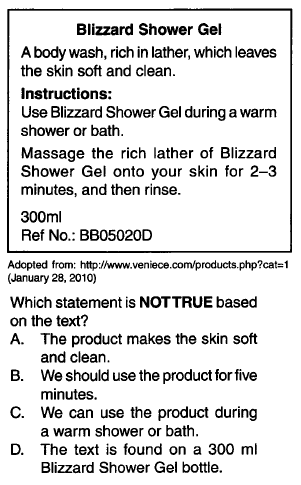 Blizzard Shower Gel
A body wash, rich in lather, which leaves
the skin soft and clean.
Instructions:
Use Blizzard Shower Gel during a warm
shower or bath.
Massage the rich lather of Blizzard
Shower Gel onto your skin for 2–3
minutes, and then rinse.
300ml
Ref No.: BB05020D
Adopted from: http://www.veniece.com/products.php?cat=1
(January 28, 2010)
Which statement is NOT TRUE based
on the text?
A. The product makes the skin soft
and clean.
B. We should use the product for five
minutes.
C. We can use the product during
a warm shower or bath.
D. The text is found on a 300 ml
Blizzard Shower Gel bottle.